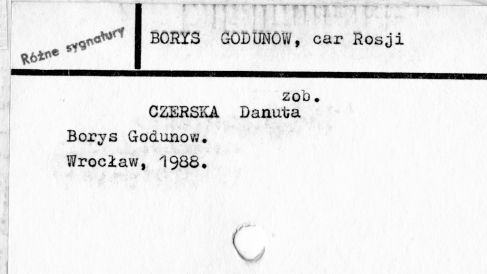 Różne sygnatury
BORYS GODUNOW, car Rosji
zob.
CZERSKA Danuta
Borys Godunow.
Wrocław, 1988.